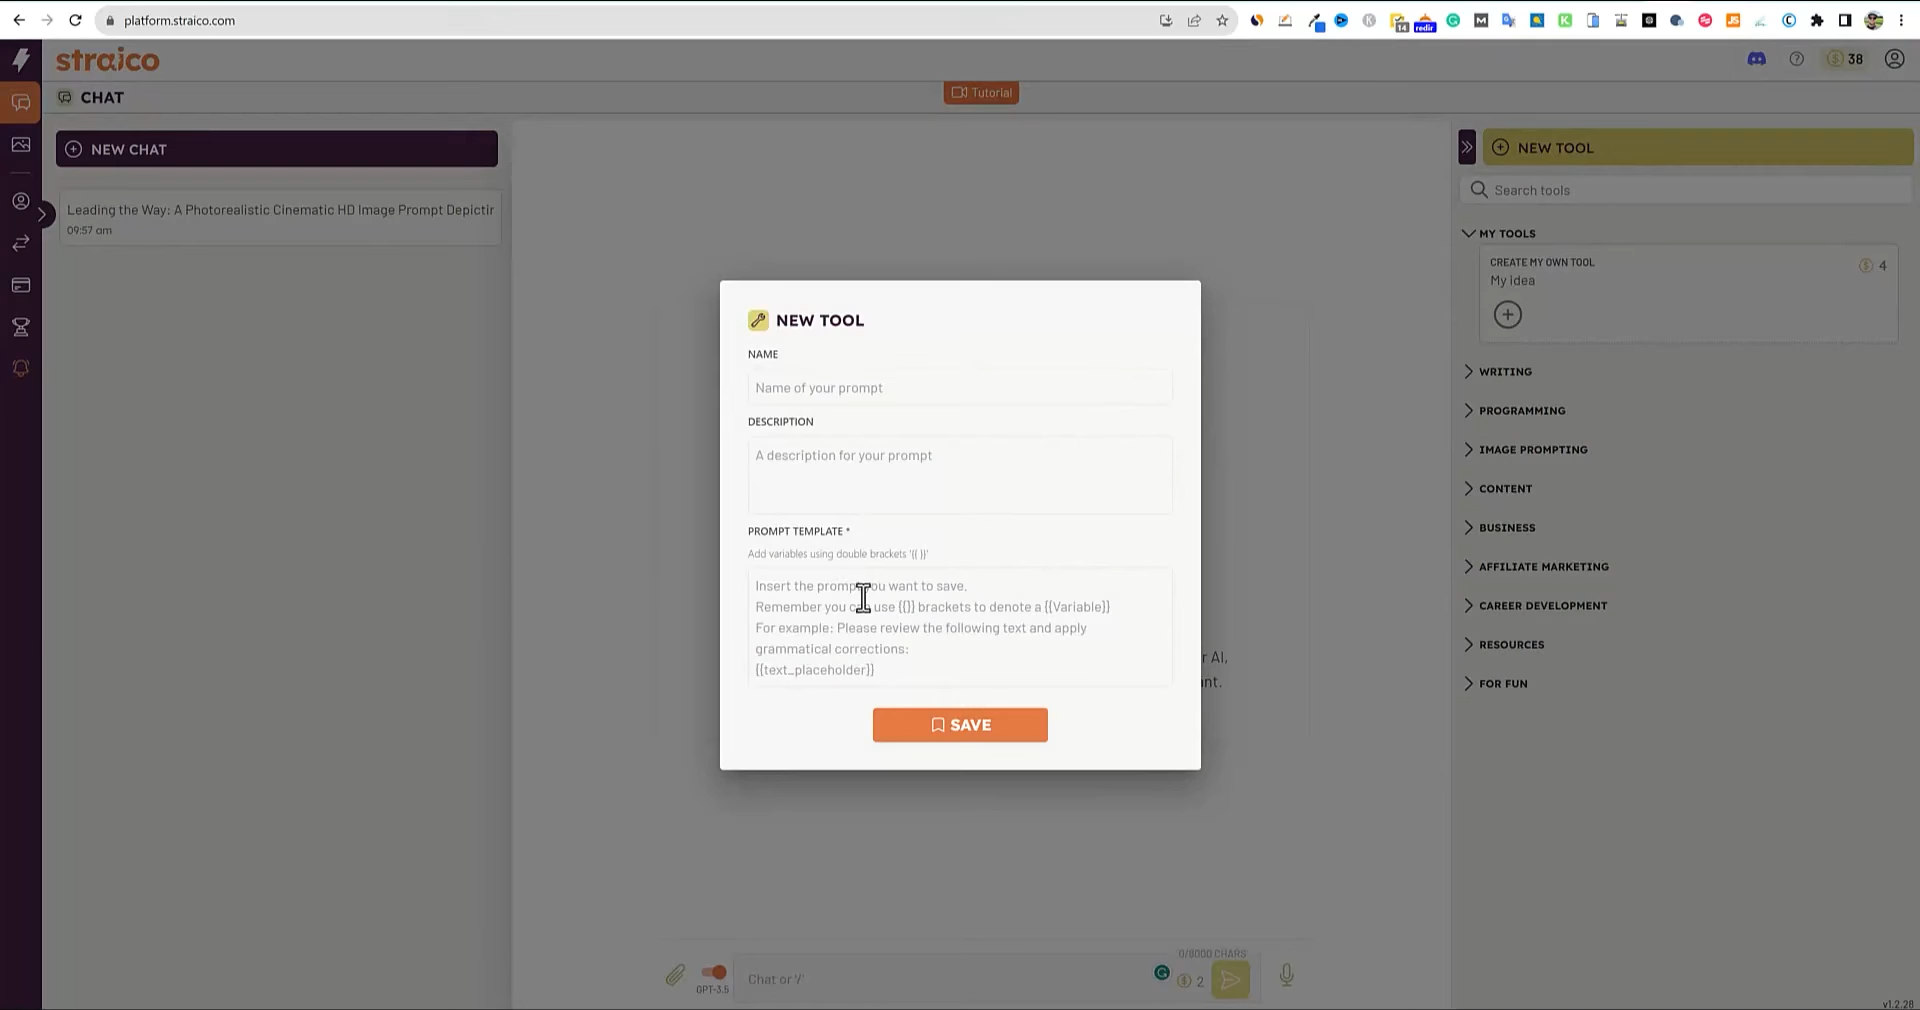 platform.straico.com
14
redir
straico
38
CHAT
Tutorial
NEW CHAT
Leading the Way: A Photorealistic Cinematic HD Image Prompt Depictir
09:57 am
NEW TOOL
NAME
Name of your prompt
DESCRIPTION
A description for your prompt
PROMPT TEMPLATE *
Add variables using double brackets '{{ }}'
Insert the prompt you want to save.
Remember you can use {{}} brackets to denote a {{Variable}}
For example: Please review the following text and apply
grammatical corrections:
{{text_placeholder}}
SAVE
r AI,
ant.
0/8000 CHARS
GPT-3.5
Chat or '/'
2
NEW TOOL
Search tools
MY TOOLS
CREATE MY OWN TOOL
4
My idea
WRITING
PROGRAMMING
IMAGE PROMPTING
CONTENT
BUSINESS
AFFILIATE MARKETING
CAREER DEVELOPMENT
RESOURCES
FOR FUN
v1.2.28